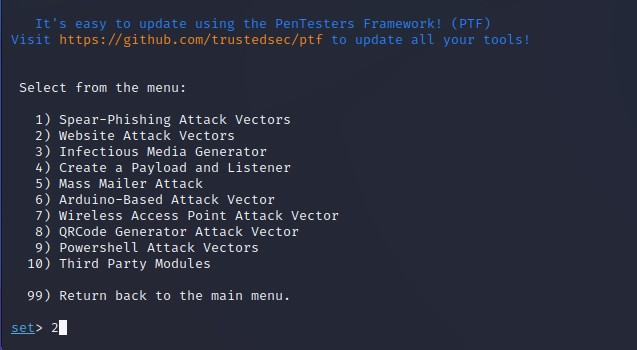 It's easy to update using the PenTesters Framework! (PTF)
Visit https://github.com/trustedsec/ptf to update all your tools!
Select from the menu:
1) Spear-Phishing Attack Vectors
2) Website Attack Vectors
3) Infectious Media Generator
4) Create a Payload and Listener
5) Mass Mailer Attack
6) Arduino-Based Attack Vector
7) Wireless Access Point Attack Vector
8) QRCode Generator Attack Vector
9) Powershell Attack Vectors
10) Third Party Modules
99) Return back to the main menu.
set> 2